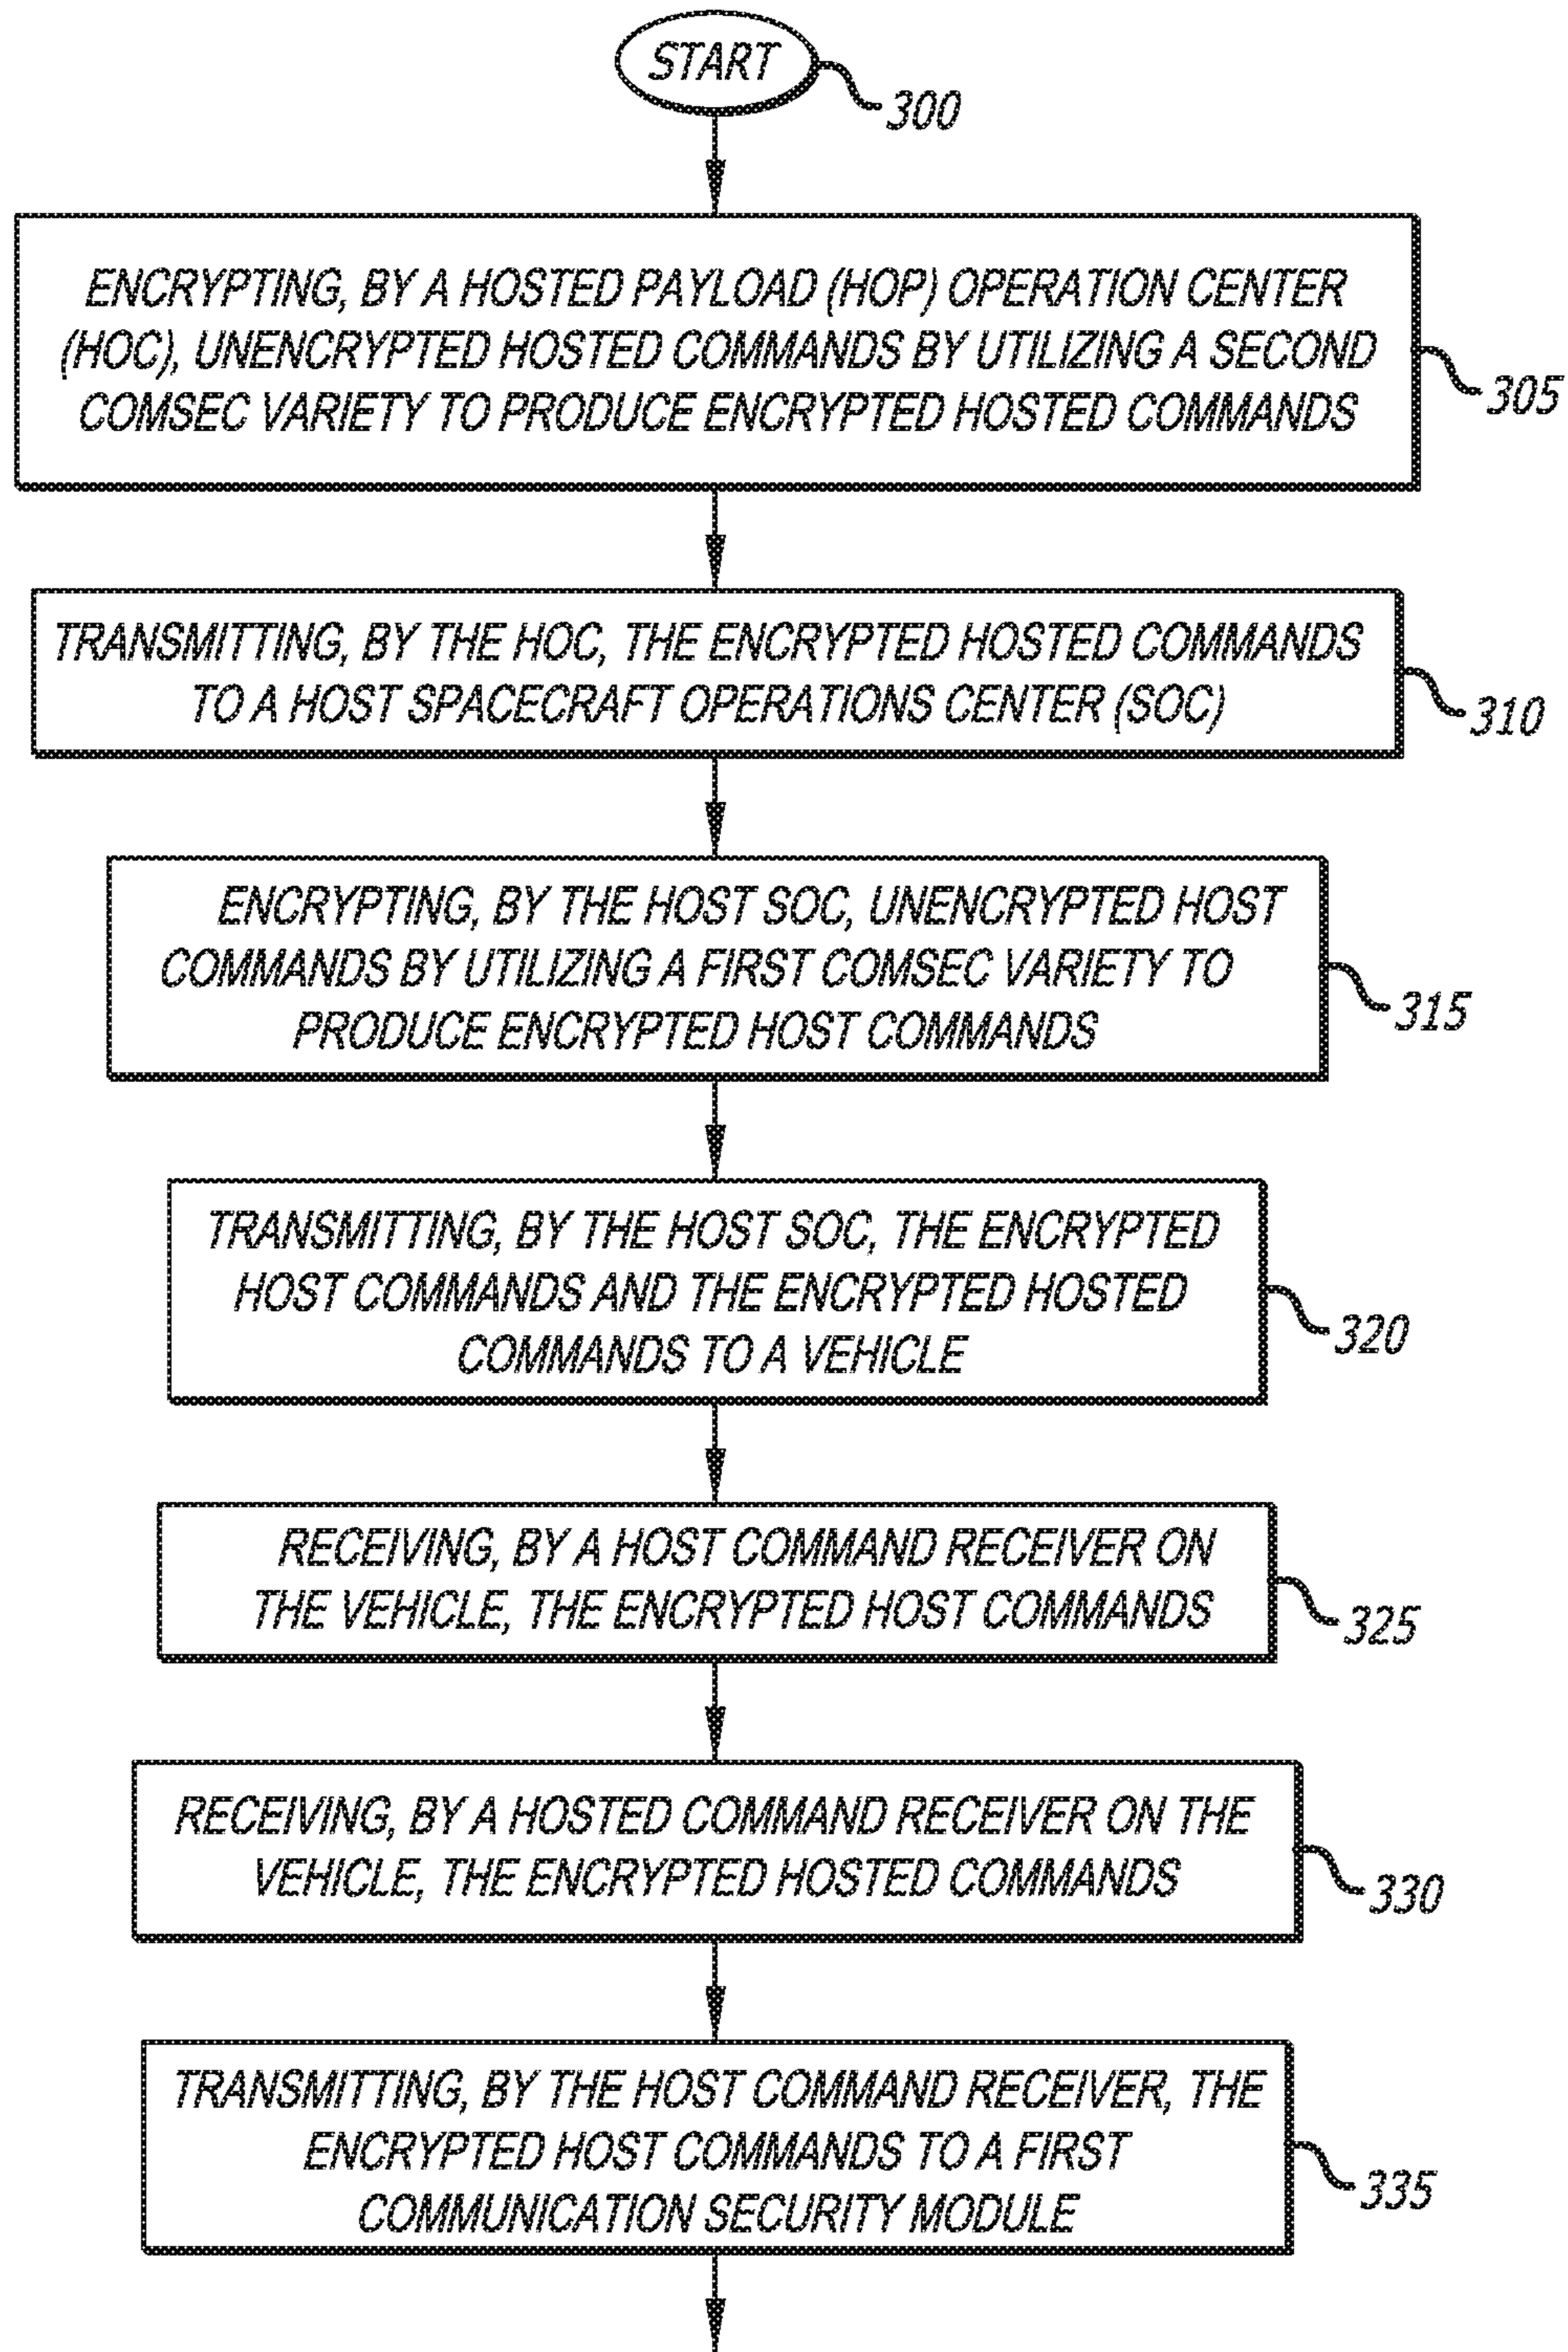 START
300
ENCRYPTING, BY A HOSTED PAYLOAD (HOP) OPERATION CENTER
(HOC), UNENCRYPTED HOSTED COMMANDS BY UTILIZING A SECOND
COMSEC VARIETY TO PRODUCE ENCRYPTED HOSTED COMMANDS
305
TRANSMITTING, BY THE HOC, THE ENCRYPTED HOSTED COMMANDS
TO A HOST SPACECRAFT OPERATIONS CENTER (SOC)
310
ENCRYPTING, BY THE HOST SOC, UNENCRYPTED HOST
COMMANDS BY UTILIZING A FIRST COMSEC VARIETY TO
PRODUCE ENCRYPTED HOST COMMANDS
315
TRANSMITTING, BY THE HOST SOC, THE ENCRYPTED
HOST COMMANDS AND THE ENCRYPTED HOSTED
COMMANDS TO A VEHICLE
320
RECEIVING, BY A HOST COMMAND RECEIVER ON
THE VEHICLE, THE ENCRYPTED HOST COMMANDS
325
RECEIVING, BY A HOSTED COMMAND RECEIVER ON THE
VEHICLE, THE ENCRYPTED HOSTED COMMANDS
330
TRANSMITTING, BY THE HOST COMMAND RECEIVER, THE
ENCRYPTED HOST COMMANDS TO A FIRST
COMMUNICATION SECURITY MODULE
335